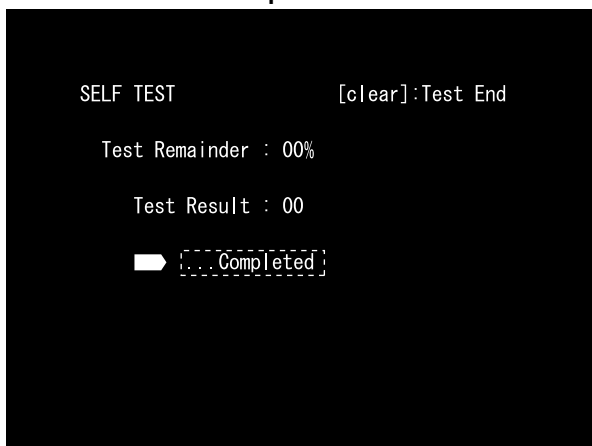 SELF TEST [clear]:Test End
Test Remainder : 00%
Test Result : 00
...Completed